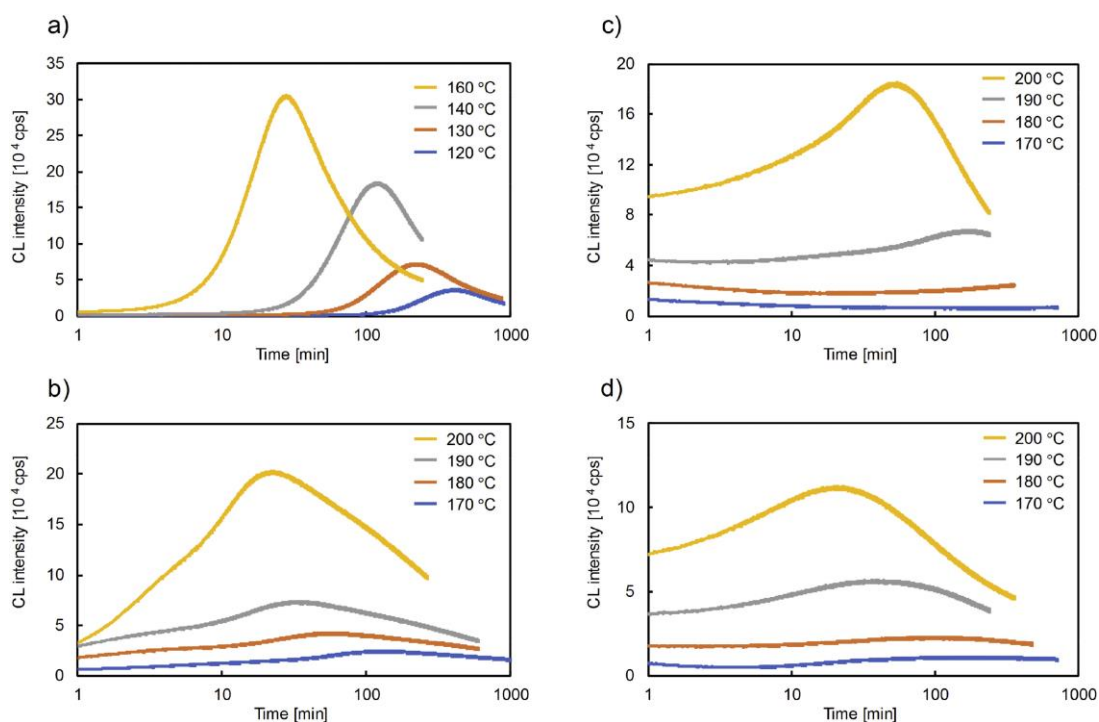 a)
CL intensity [10⁴ cps]
35
30
25
20
15
10
5
0
160 °C
140 °C
130 °C
120 °C
1 10 100 1000
Time [min]
c)
CL intensity [10⁴ cps]
20
16
12
8
4
0
200 °C
190 °C
180 °C
170 °C
1 10 100 1000
Time [min]
b)
CL intensity [10⁴ cps]
25
20
15
10
5
0
200 °C
190 °C
180 °C
170 °C
1 10 100 1000
Time [min]
d)
CL intensity [10⁴ cps]
15
10
5
0
200 °C
190 °C
180 °C
170 °C
1 10 100 1000
Time [min]